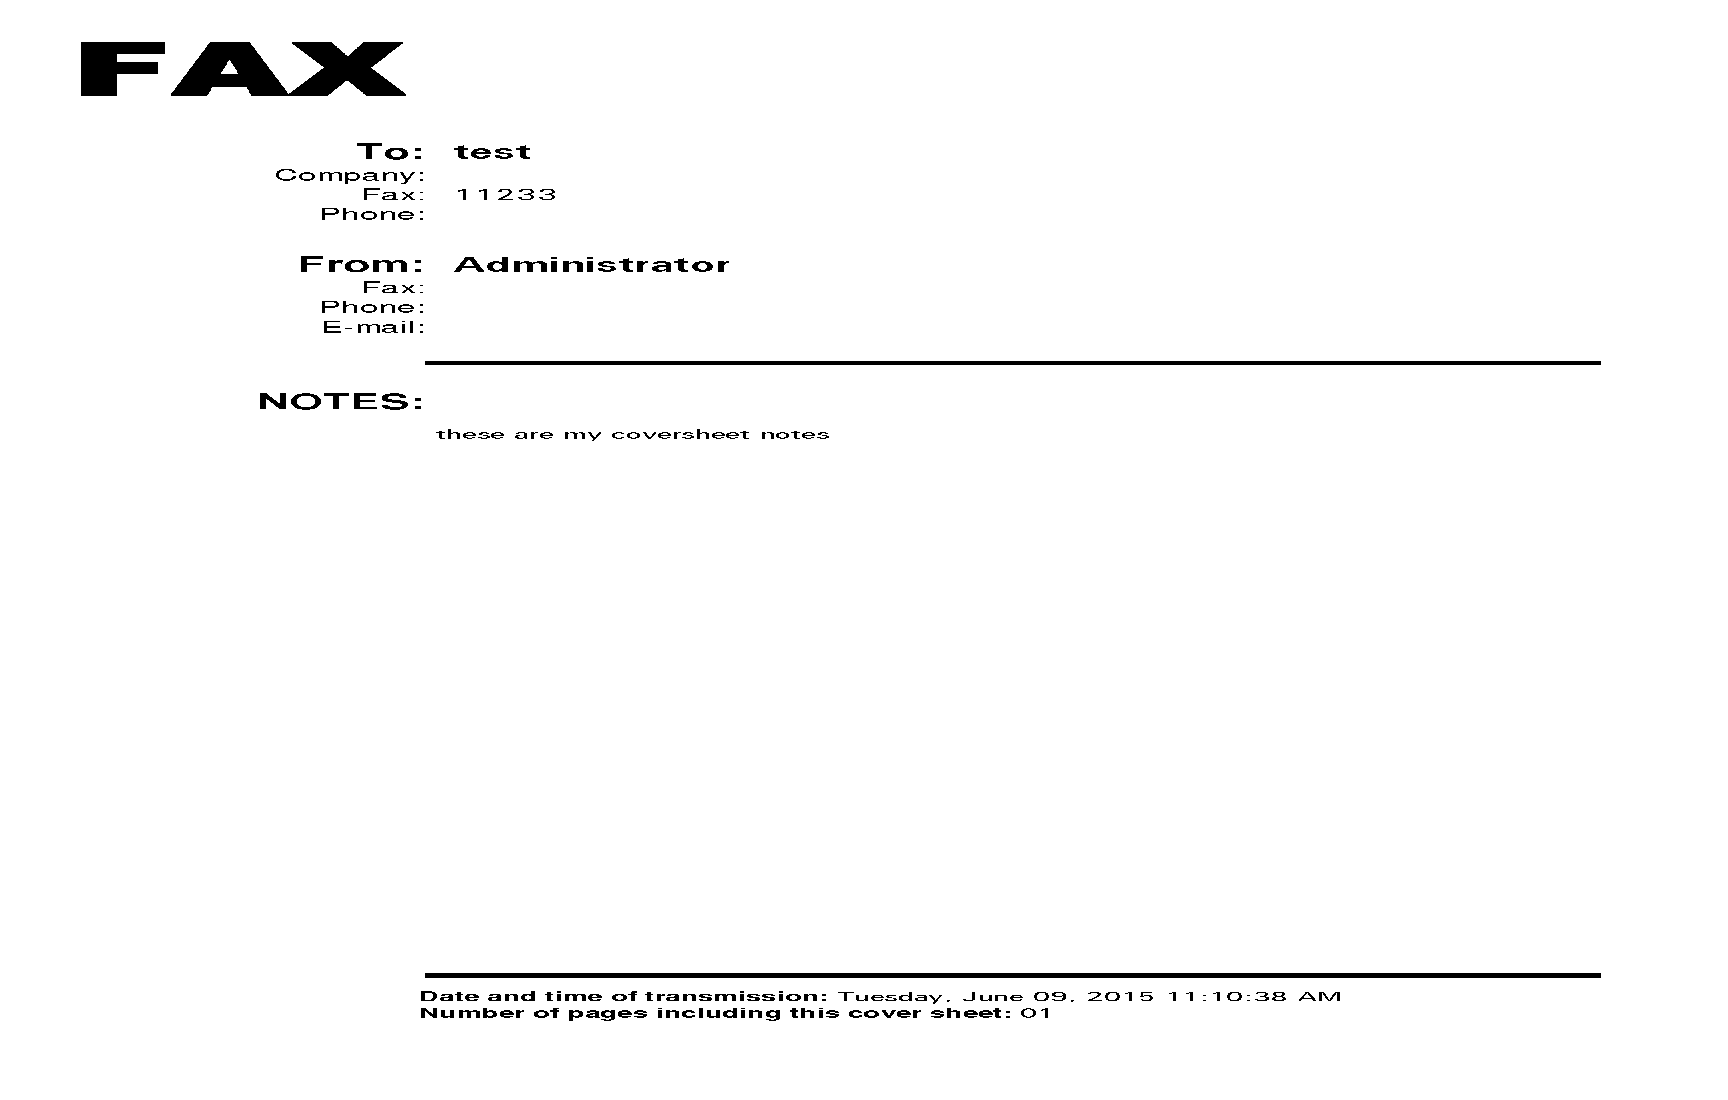 FAX
To: test
Company:
Fax: 11233
Phone:
From: Administrator
Fax:
Phone:
E-mail:
NOTES:
these are my coversheet notes
Date and time of transmission: Tuesday, June 09, 2015 11:10:38 AM
Number of pages including this cover sheet: 01